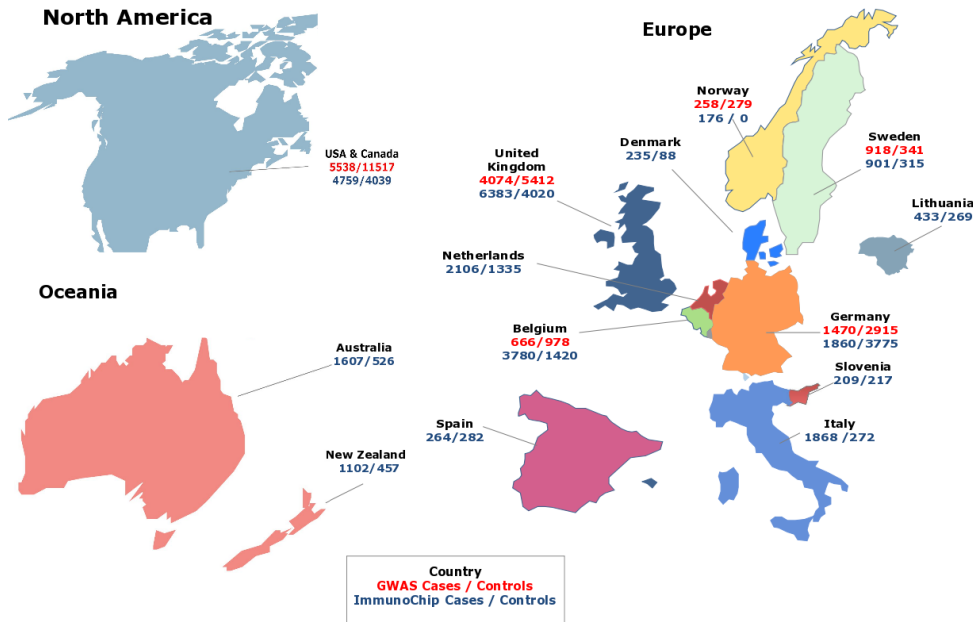 North America
USA & Canada
5538/11517
4759/4039
Oceania
Australia
1607/526
New Zealand
1102/457
Europe
Norway
258/279
176 / 0
Denmark
235/88
Sweden
918/341
901/315
United
Kingdom
4074/5412
6383/4020
Lithuania
433/269
Netherlands
2106/1335
Belgium
666/978
3780/1420
Germany
1470/2915
1860/3775
Slovenia
209/217
Spain
264/282
Italy
1868 /272
Country
GWAS Cases / Controls
ImmunoChip Cases / Controls